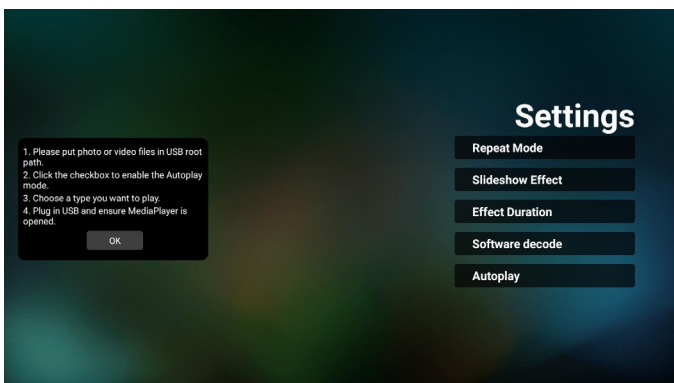 Settings
1. Please put photo or video files in USB root
path.
2. Click the checkbox to enable the Autoplay
mode.
3. Choose a type you want to play.
4. Plug in USB and ensure MediaPlayer is
opened.
OK
Repeat Mode
Slideshow Effect
Effect Duration
Software decode
Autoplay